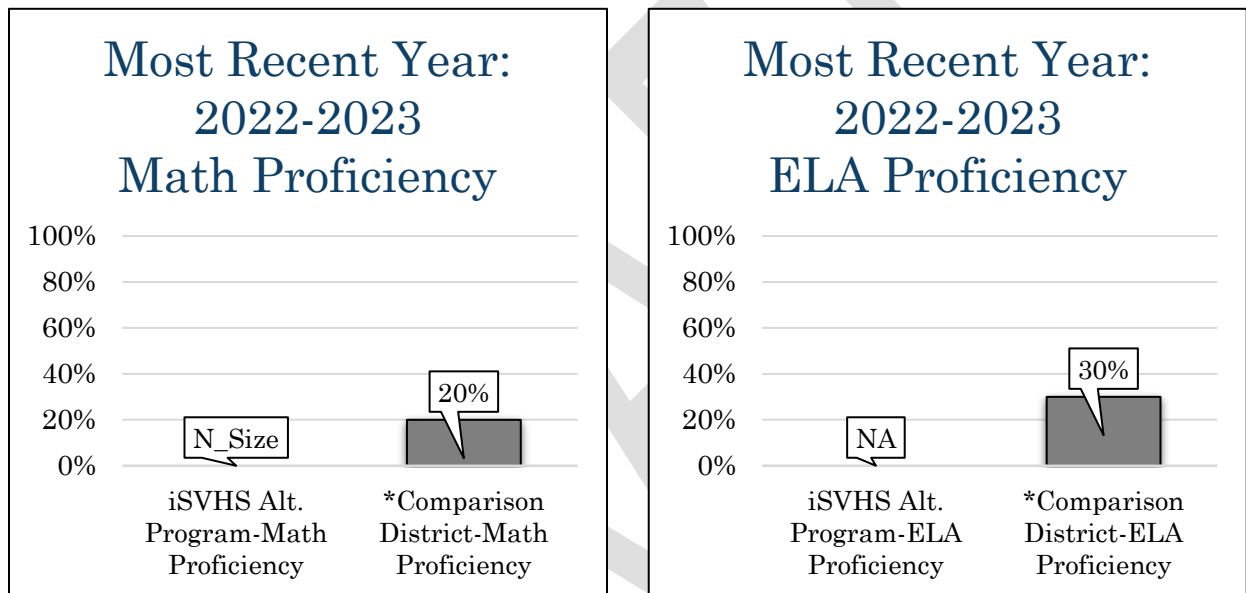 Most Recent Year:
2022-2023
Math Proficiency
100%
80%
60%
40%
20%
0%
N_Size
20%
iSVHS Alt.
Program-Math
Proficiency
*Comparison
District-Math
Proficiency
Most Recent Year:
2022-2023
ELA Proficiency
100%
80%
60%
40%
20%
0%
NA
30%
iSVHS Alt.
Program-ELA
Proficiency
*Comparison
District-ELA
Proficiency